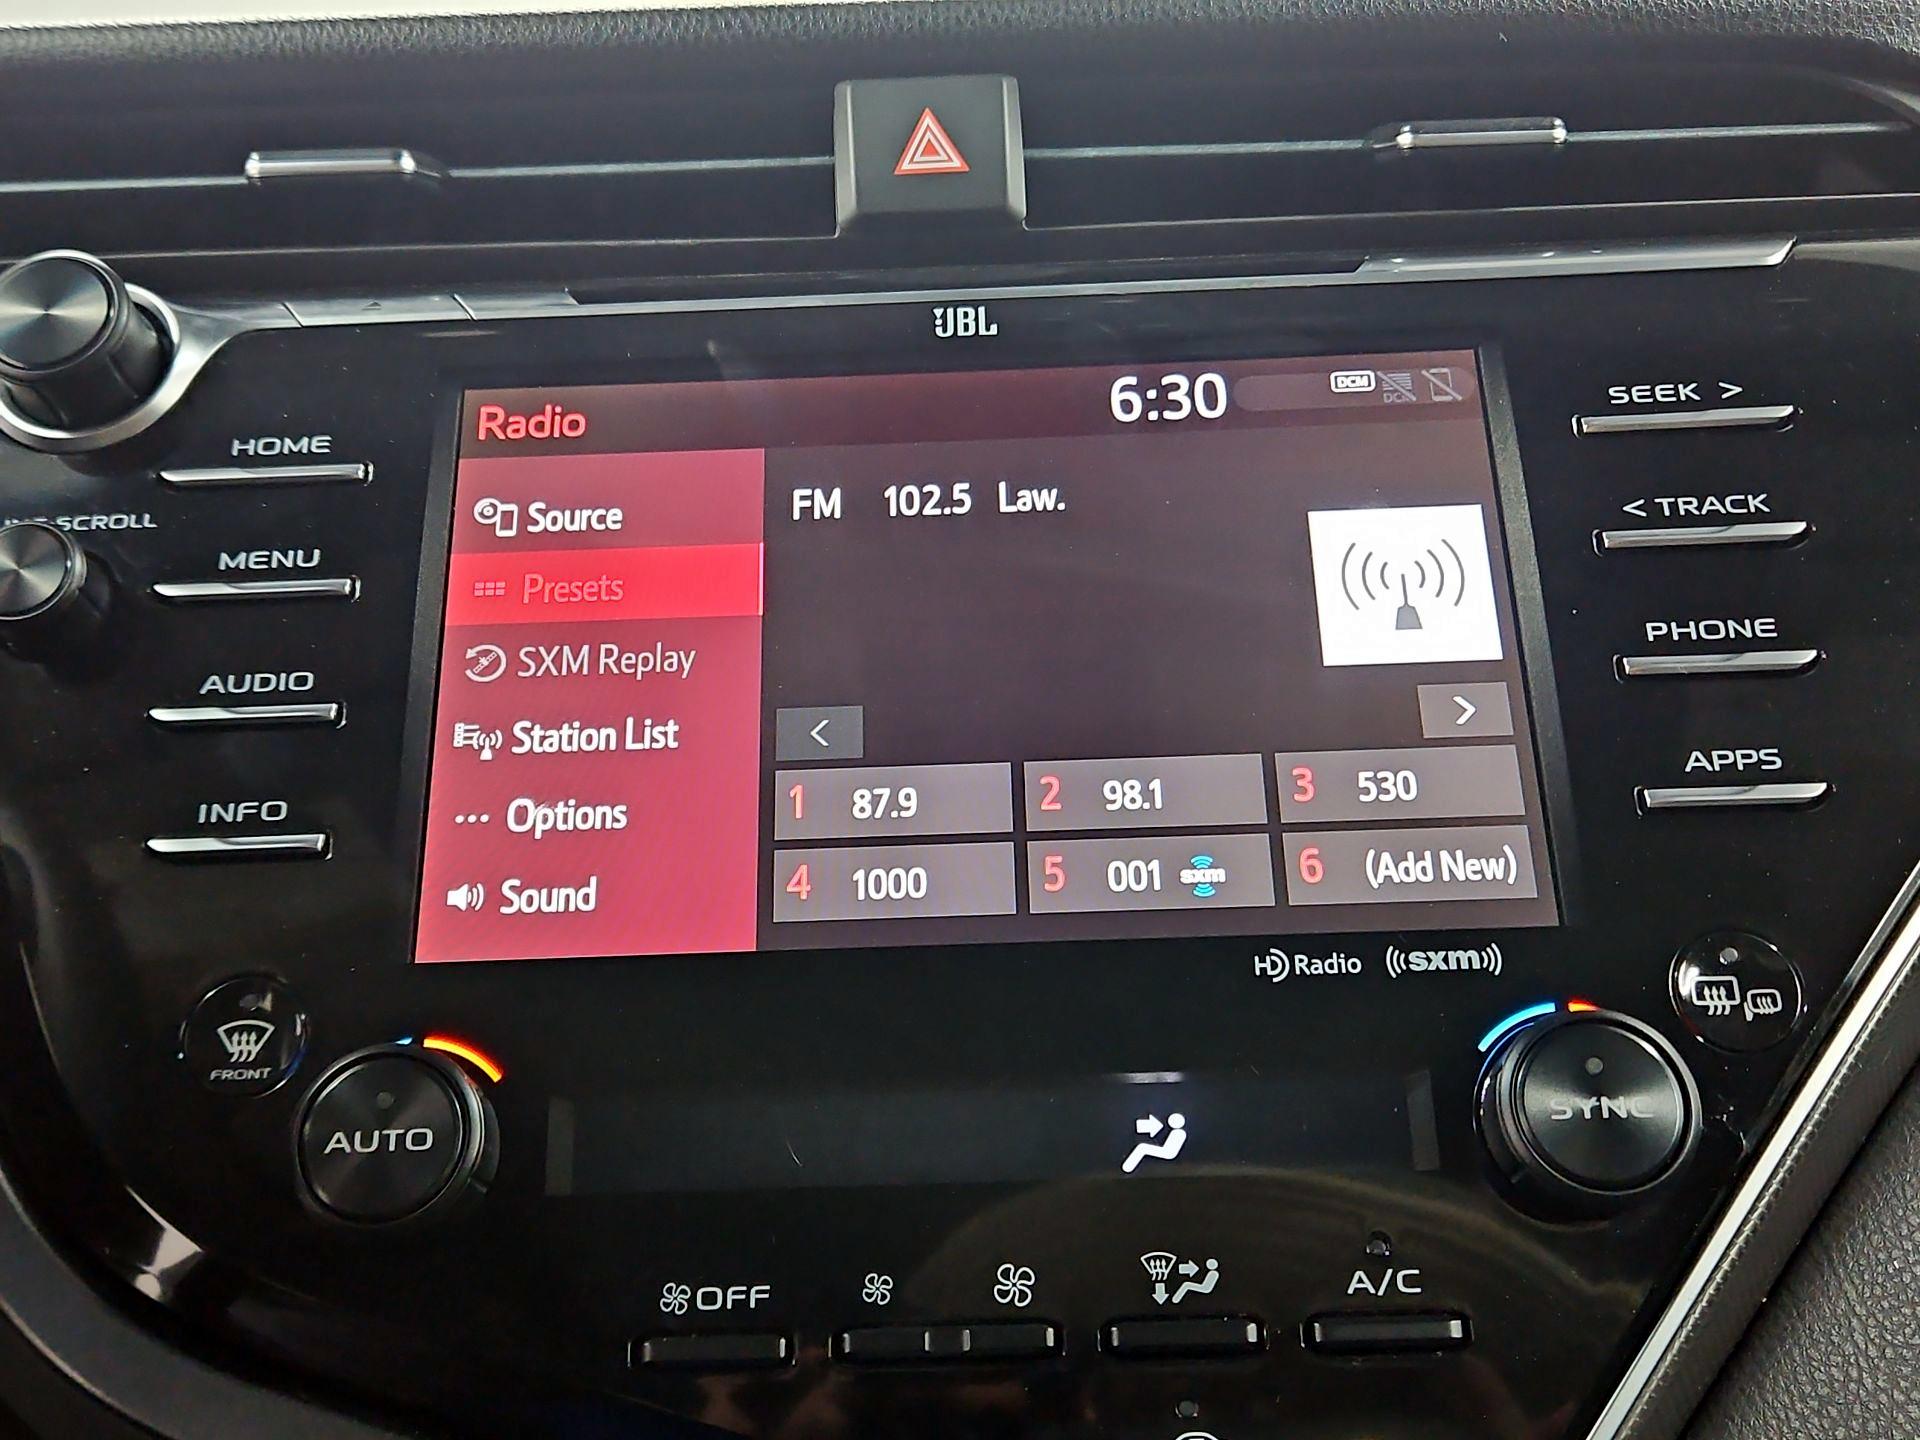 JBL
Radio
6:30
DCM
DCM
Source
Presets
SXM Replay
Station List
Options
Sound
FM 102.5 Law.
<
>
1 87.9
2 98.1
3 530
4 1000
5 001 sxm
6 (Add New)
HD Radio
((sxm))
HOME
SCROLL
MENU
AUDIO
INFO
SEEK >
< TRACK
PHONE
APPS
FRONT
AUTO
SYNC
OFF
A/C